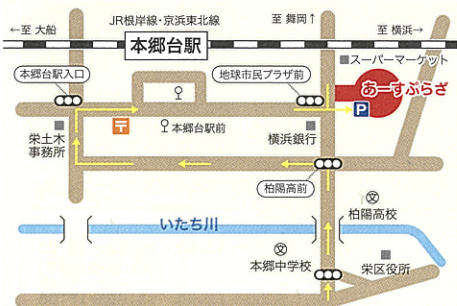 ←至 大船
JR根岸線・京浜東北線
至 舞岡↑
至 横浜→
本郷台駅
スーパーマーケット
本郷台駅入口
地球市民プラザ前
あーすぷらざ
P
〒
本郷台駅前
栄土木
事務所
横浜銀行
柏陽高前
文
柏陽高校
いたち川
文
本郷中学校
栄区役所